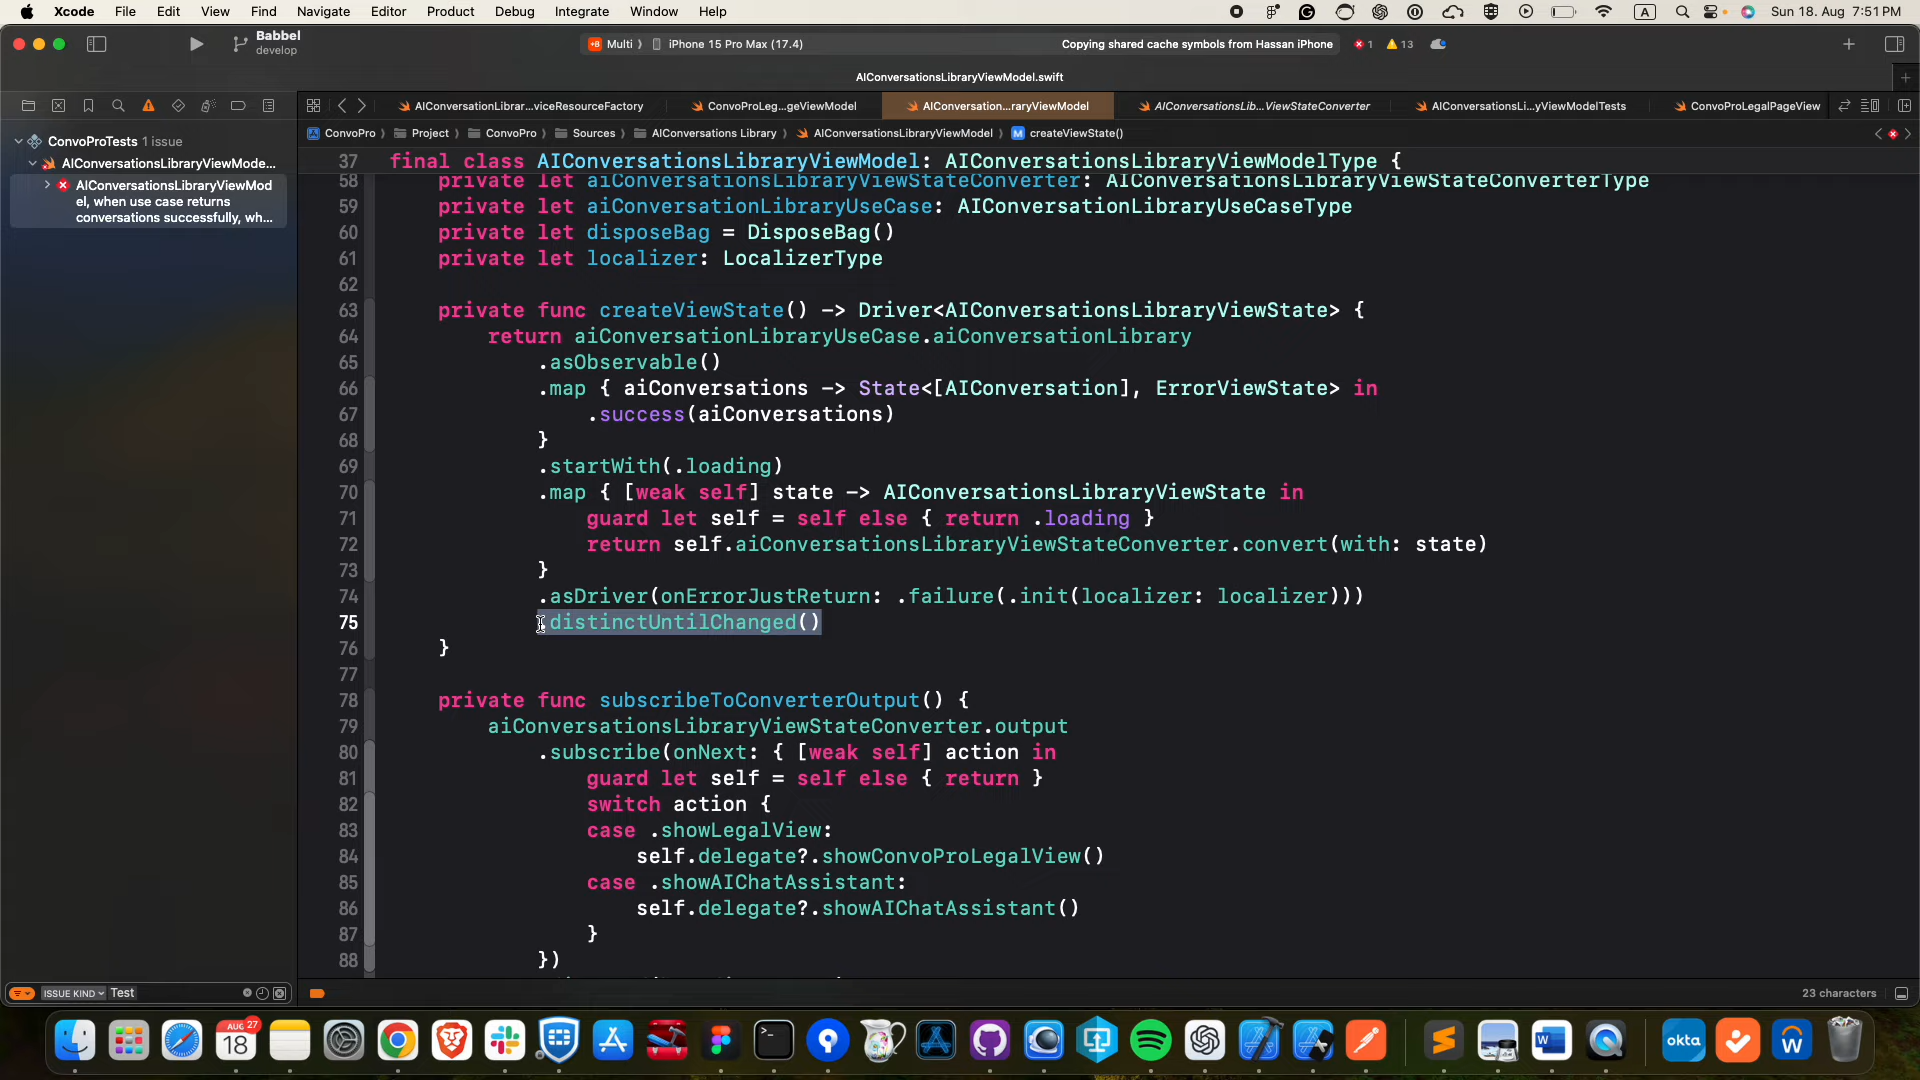 Xcode File Edit View Find Navigate Editor Product Debug Integrate Window Help A Sun 18. Aug 7:51 PM
Babbel
develop
Multi iPhone 15 Pro Max (17.4) Copying shared cache symbols from Hassan iPhone 1 13
AIConversationsLibraryViewModel.swift
AIConversationLibrar...viceResourceFactory ConvoProLeg...geViewModel AIConversation...raryViewModel AIConversationsLib...ViewStateConverter AIConversationsLi...yViewModelTests ConvoProLegalPageView
ConvoPro Project ConvoPro Sources AIConversations Library AIConversationsLibraryViewModel M createViewState()
ConvoProTests 1 issue
AIConversationsLibraryViewMode...
AIConversationsLibraryViewMod
el, when use case returns
conversations successfully, wh...
37 final class AIConversationsLibraryViewModel: AIConversationsLibraryViewModelType {
58 private let aiConversationsLibraryViewStateConverter: AIConversationsLibraryViewStateConverterType
59 private let aiConversationLibraryUseCase: AIConversationLibraryUseCaseType
60 private let disposeBag = DisposeBag()
61 private let localizer: LocalizerType
62
63 private func createViewState() -> Driver<AIConversationsLibraryViewState> {
64 return aiConversationLibraryUseCase.aiConversationLibrary
65 .asObservable()
66 .map { aiConversations -> State<[AIConversation], ErrorViewState> in
67 .success(aiConversations)
68 }
69 .startWith(.loading)
70 .map { [weak self] state -> AIConversationsLibraryViewState in
71 guard let self = self else { return .loading }
72 return self.aiConversationsLibraryViewStateConverter.convert(with: state)
73 }
74 .asDriver(onErrorJustReturn: .failure(.init(localizer: localizer)))
75 .distinctUntilChanged()
76 }
77
78 private func subscribeToConverterOutput() {
79 aiConversationsLibraryViewStateConverter.output
80 .subscribe(onNext: { [weak self] action in
81 guard let self = self else { return }
82 switch action {
83 case .showLegalView:
84 self.delegate?.showConvoProLegalView()
85 case .showAIChatAssistant:
86 self.delegate?.showAIChatAssistant()
87 }
88 })
ISSUE KIND Test 23 characters
AUG 27
18
okta